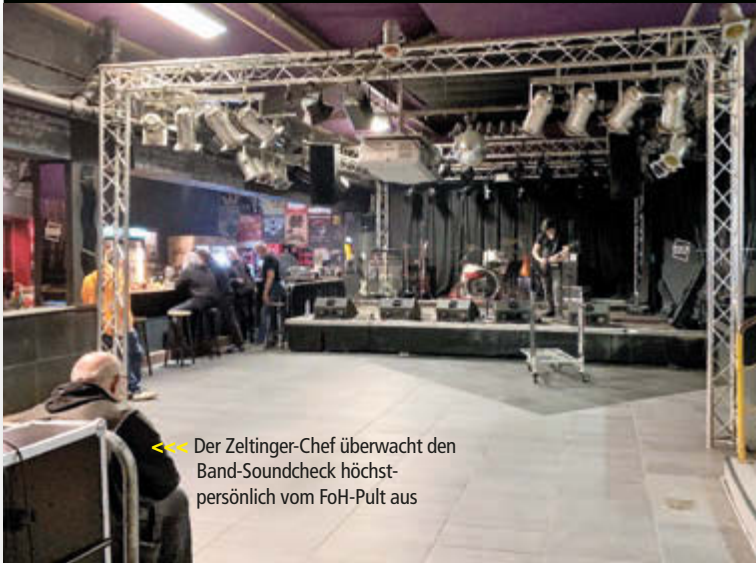 <<< Der Zeltinger-Chef überwacht den
Band-Soundcheck höchst-
persönlich vom FoH-Pult aus